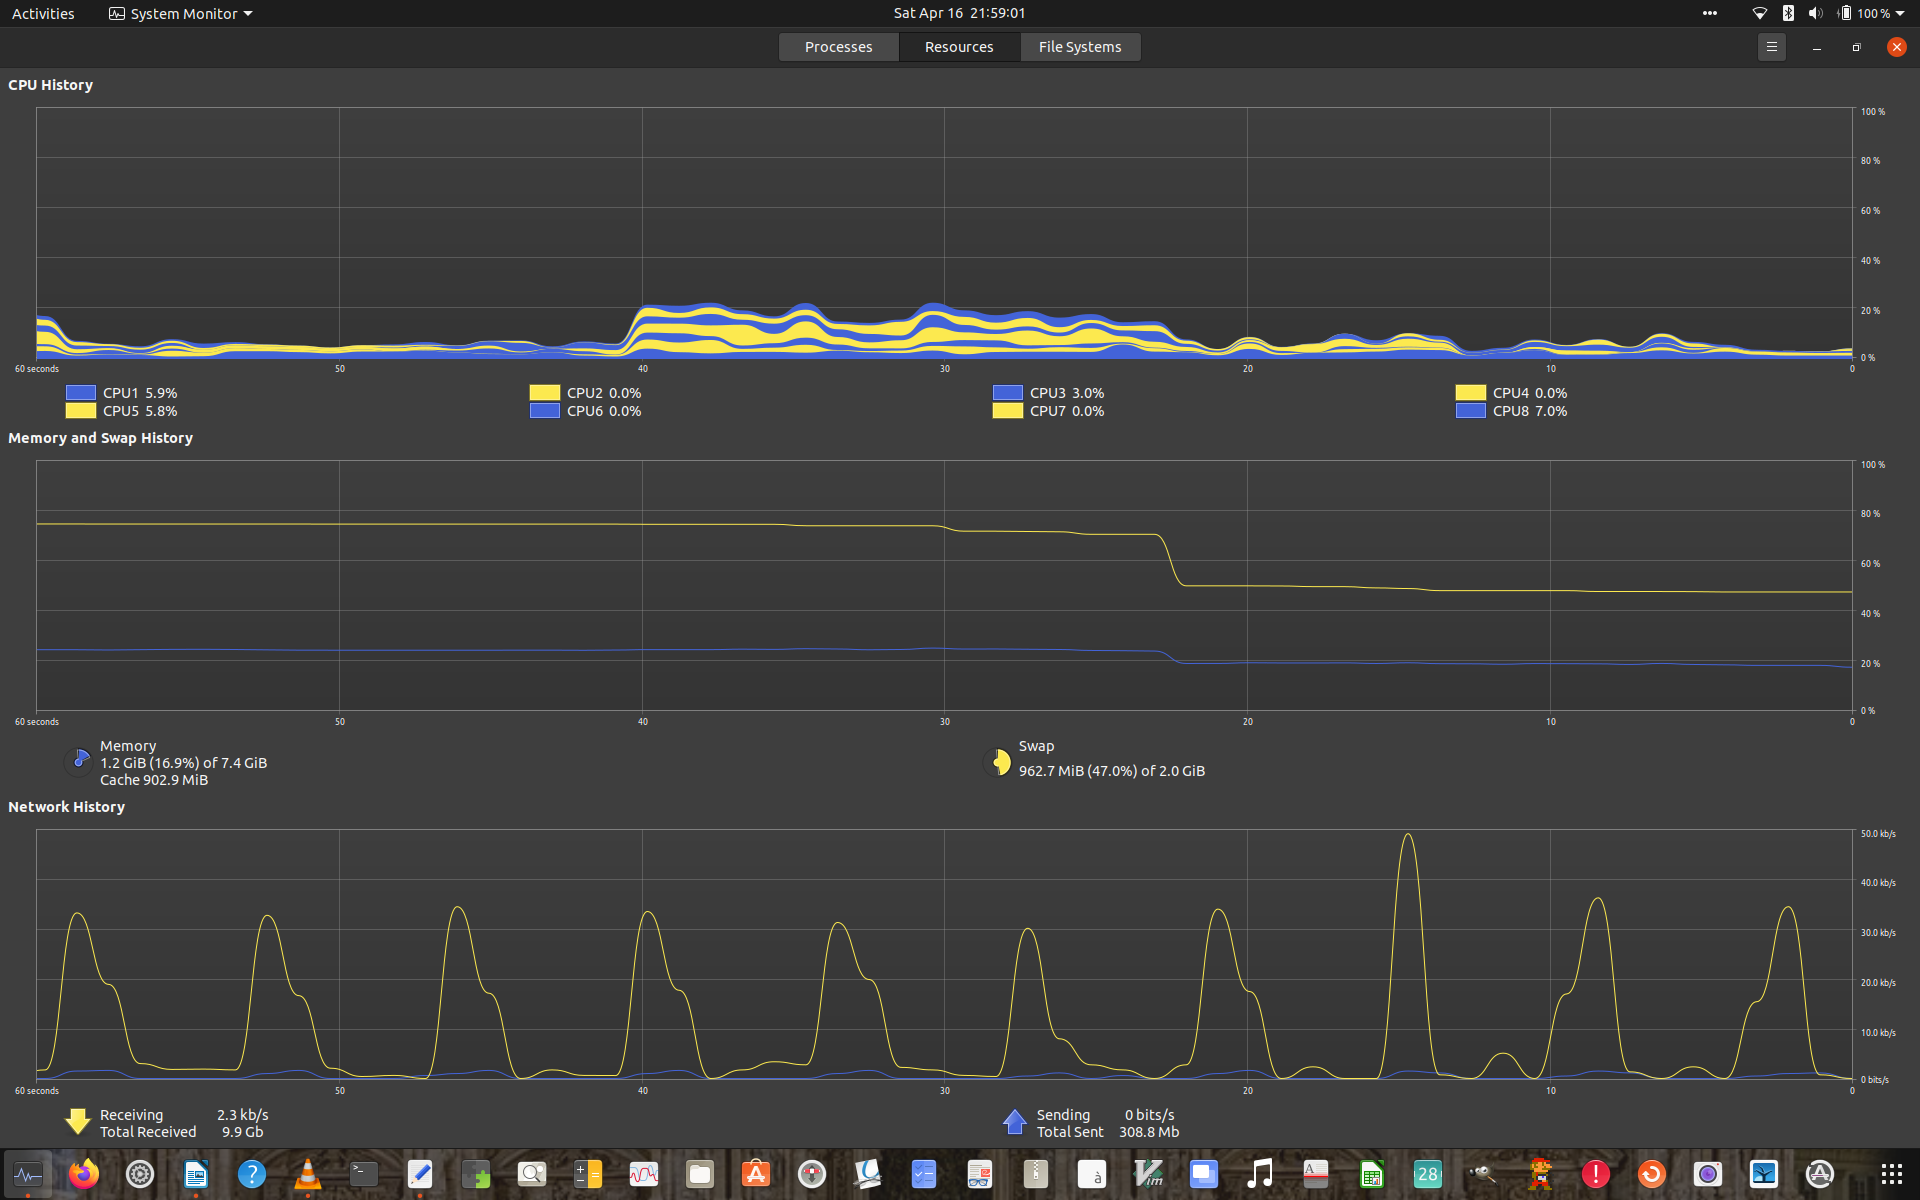 Activities System Monitor Sat Apr 16 21:59:01 100 %
Processes Resources File Systems
CPU History
100 %
80 %
60 %
40 %
20 %
0 %
60 seconds 50 40 30 20 10 0
CPU1 5.9% CPU2 0.0% CPU3 3.0% CPU4 0.0%
CPU5 5.8% CPU6 0.0% CPU7 0.0% CPU8 7.0%
Memory and Swap History
100 %
80 %
60 %
40 %
20 %
0 %
60 seconds 50 40 30 20 10 0
Memory
1.2 GiB (16.9%) of 7.4 GiB
Cache 902.9 MiB
Swap
962.7 MiB (47.0%) of 2.0 GiB
Network History
50.0 kb/s
40.0 kb/s
30.0 kb/s
20.0 kb/s
10.0 kb/s
0 bits/s
60 seconds 50 40 30 20 10 0
Receiving 2.3 kb/s
Total Received 9.9 Gb
Sending 0 bits/s
Total Sent 308.8 Mb
? >_ à Vim A 28 !